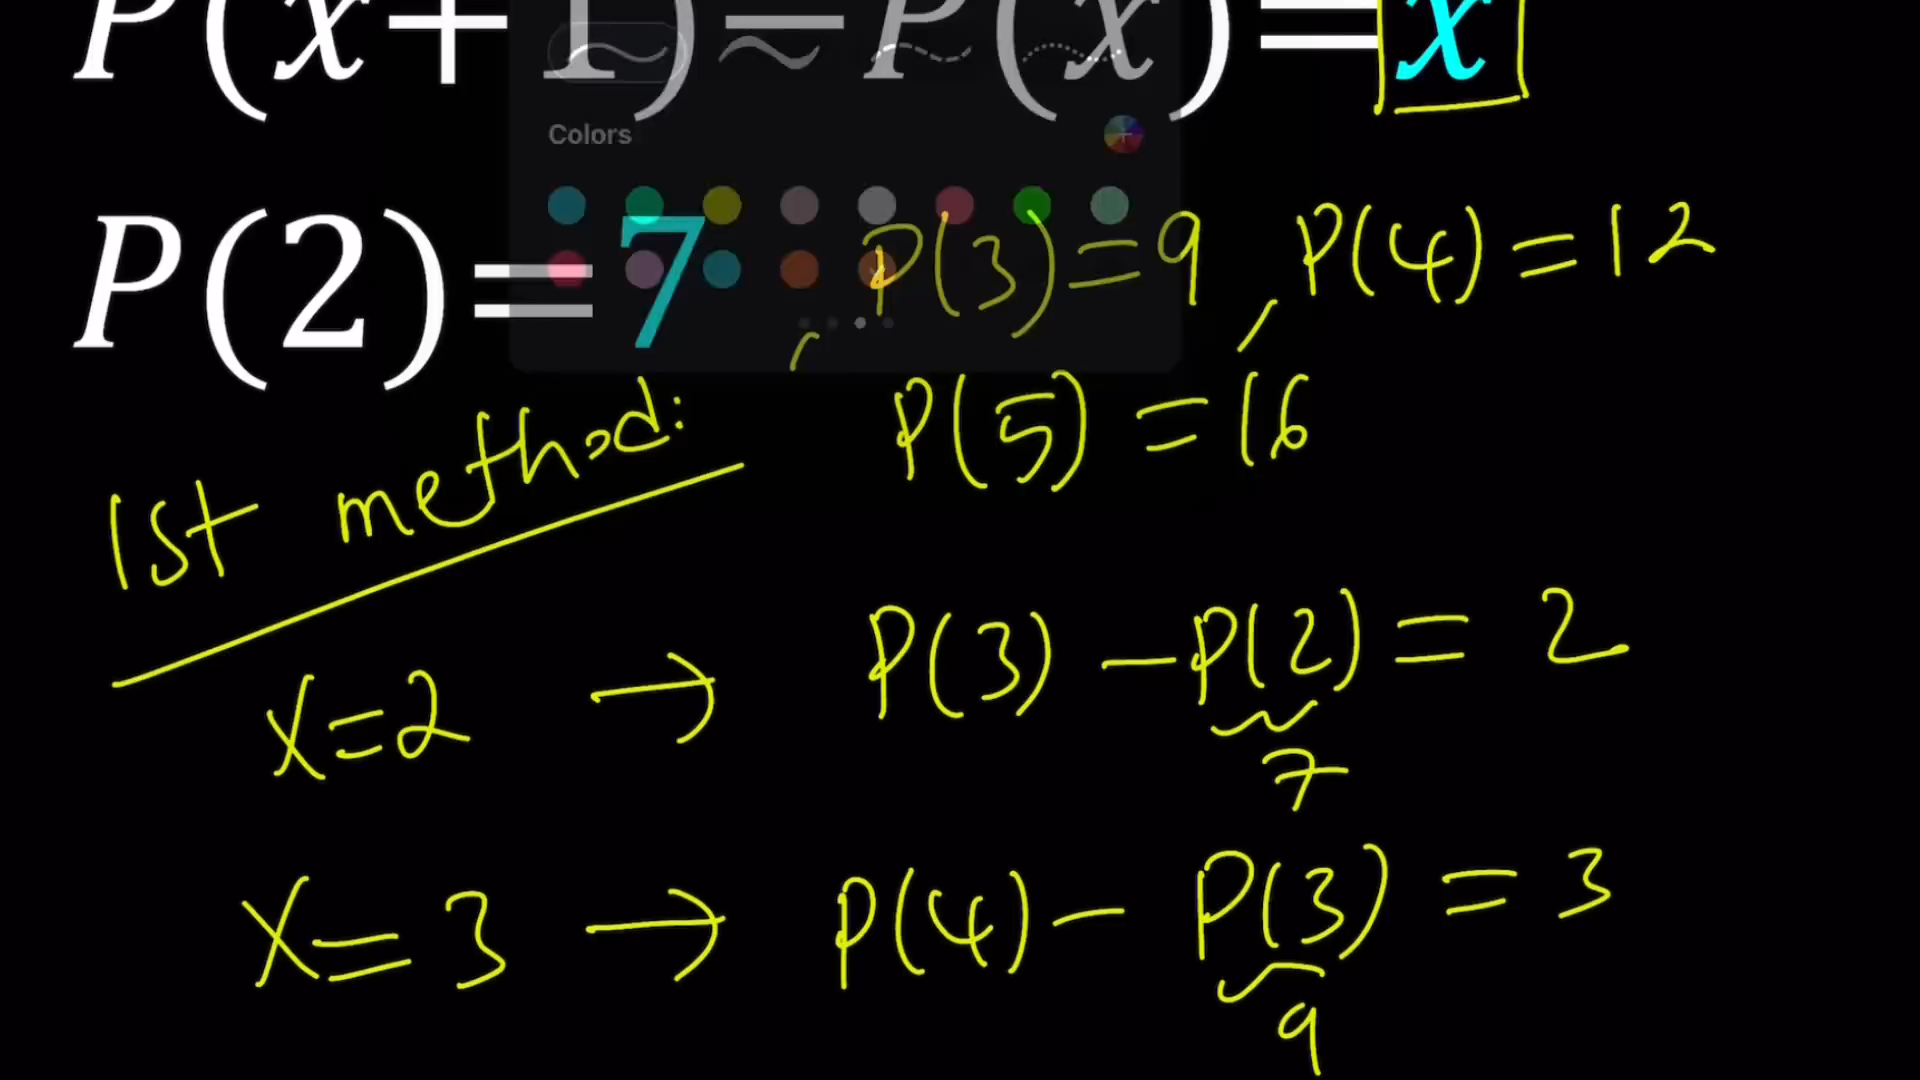 P(x+1)−P(x)=x
Colors
P(2)=7, P(3)=9, P(4)=12
P(5)=16
1st method:
x=2 → P(3)−P(2)=2
7
x=3 → P(4)−P(3)=3
9